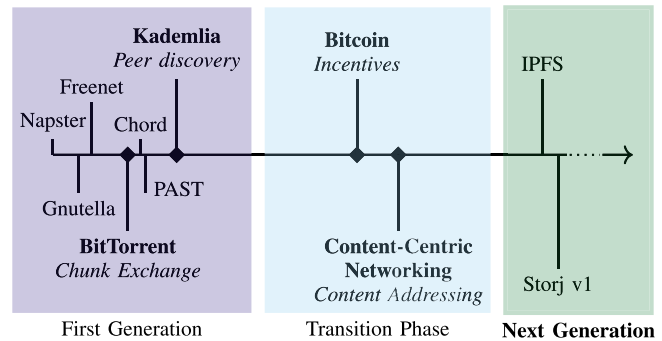 Kademlia
Peer discovery
Freenet
Napster
Chord
PAST
Gnutella
BitTorrent
Chunk Exchange
Bitcoin
Incentives
Content-Centric
Networking
Content Addressing
IPFS
Storj v1
First Generation
Transition Phase
Next Generation